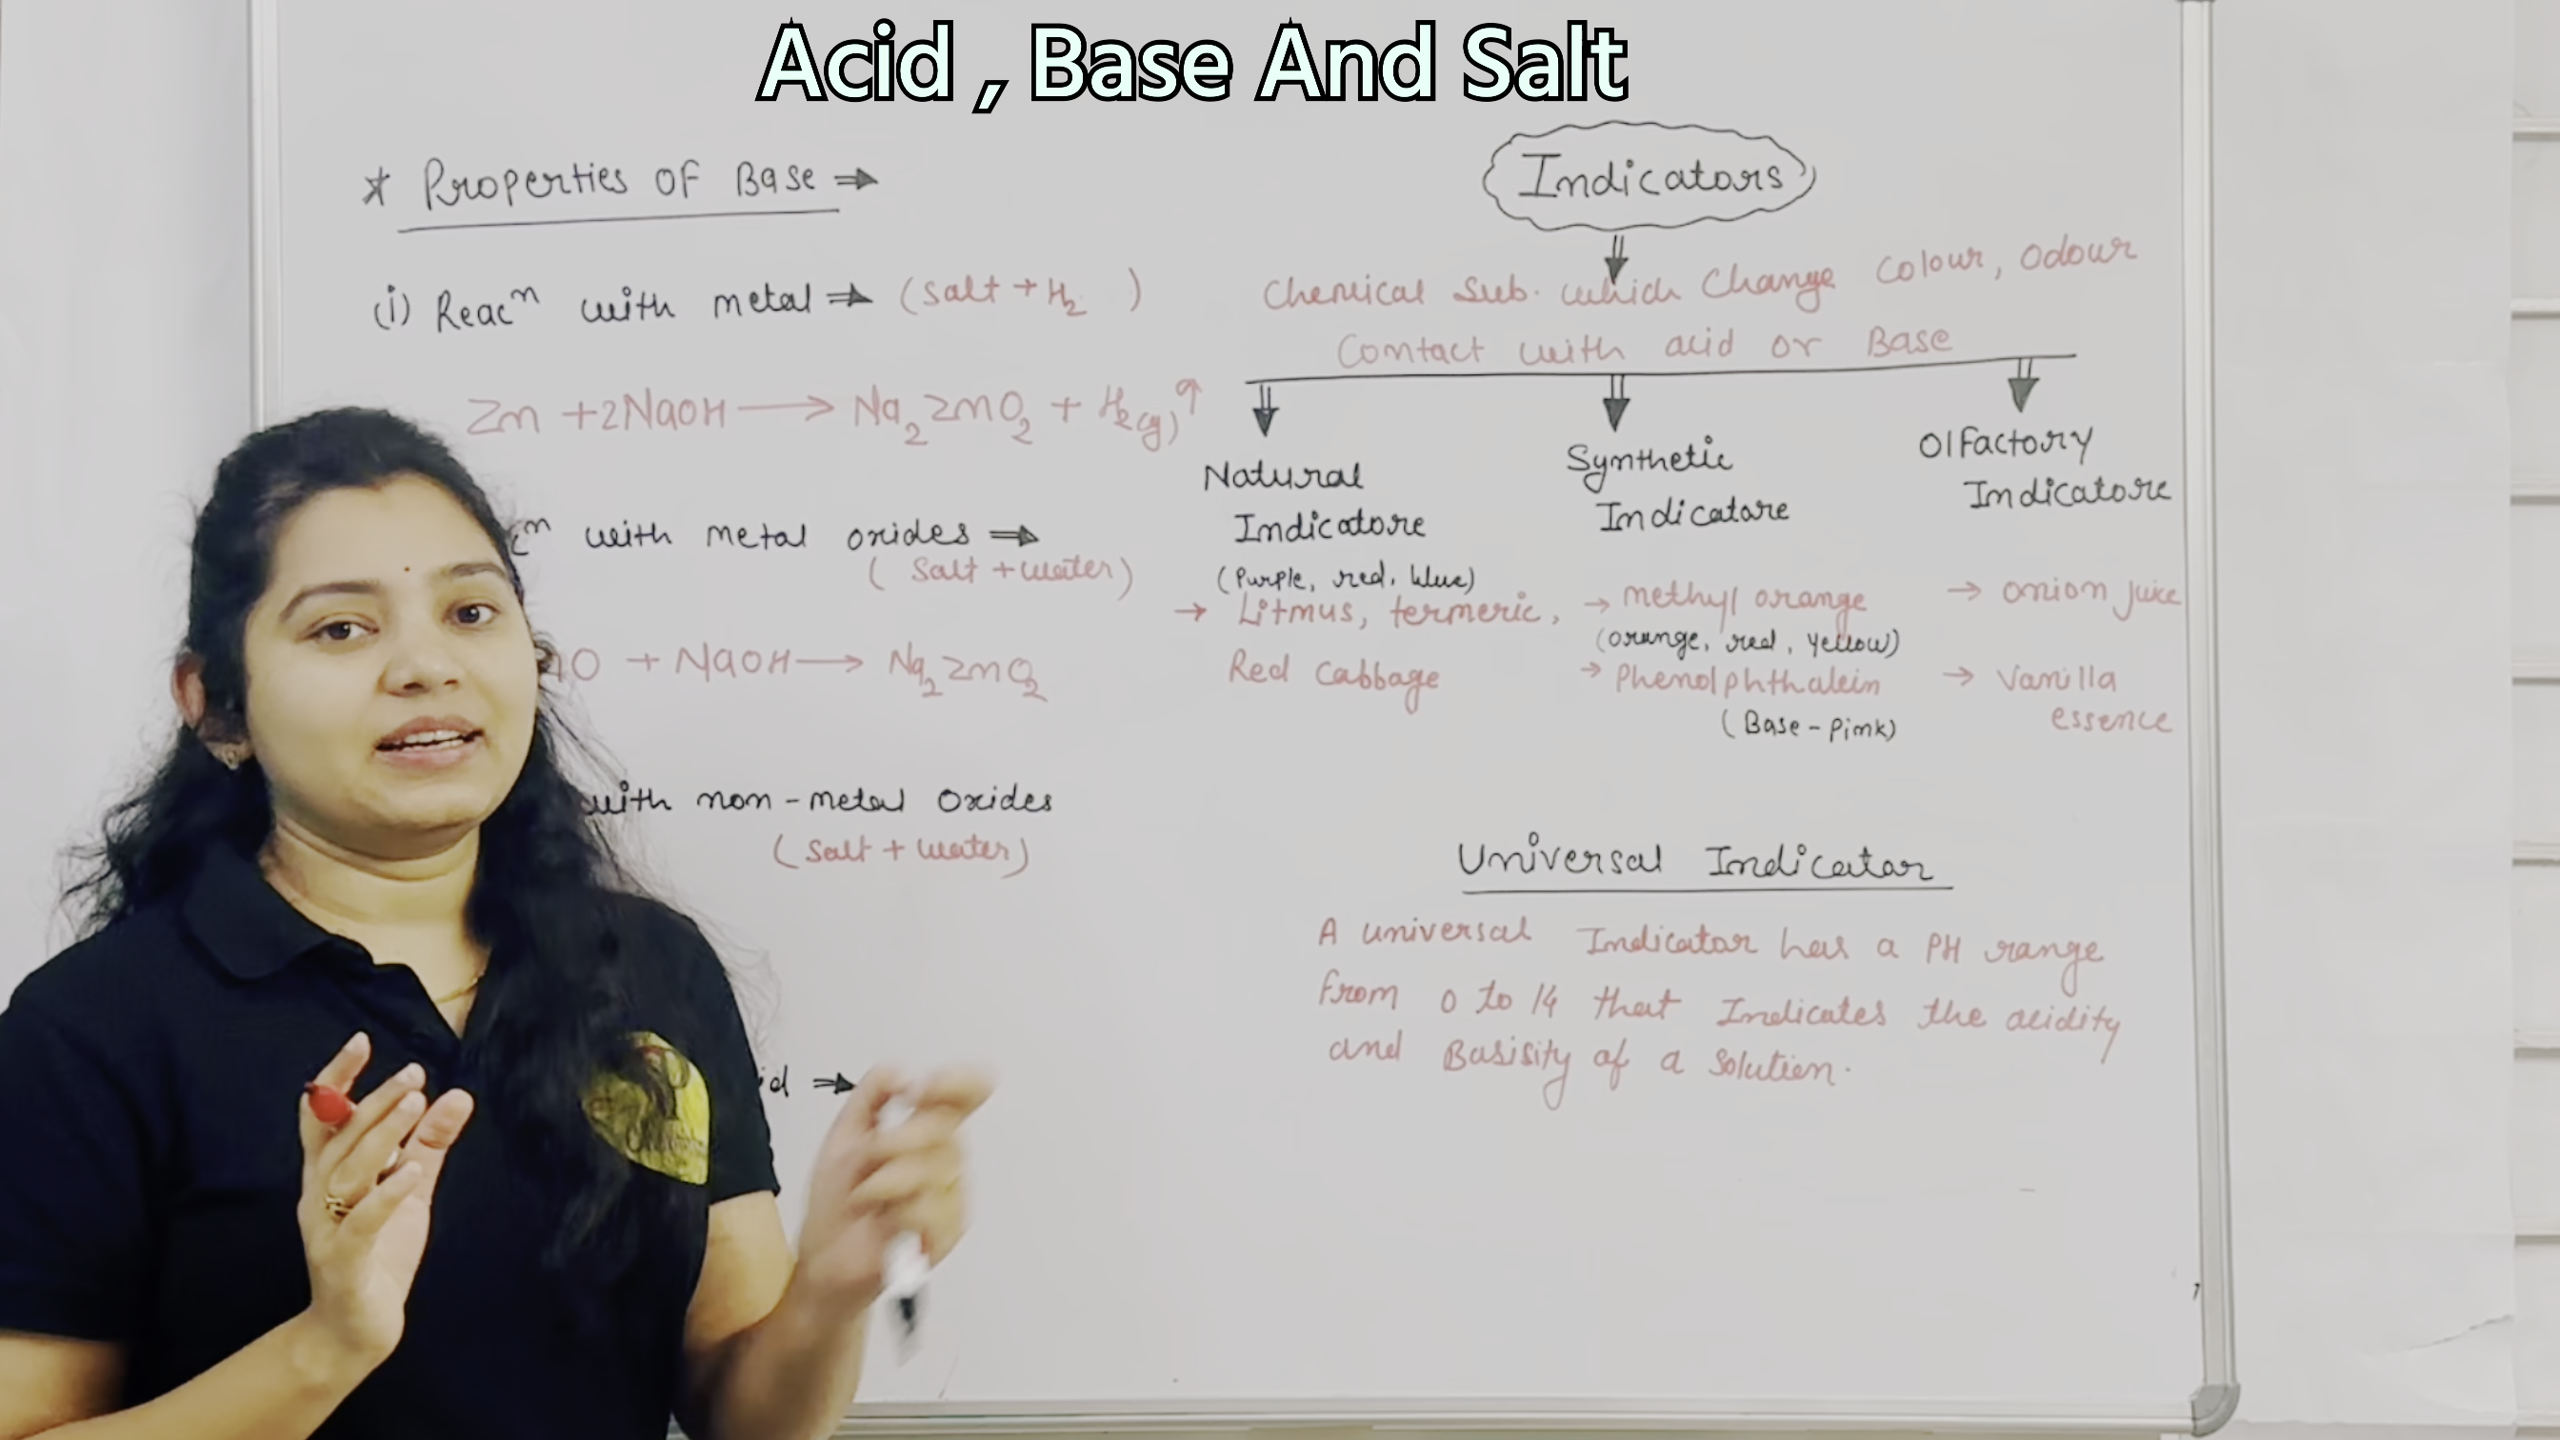 Acid , Base And Salt
* Properties OF Base ⇒
(i) Reacⁿ with metal ⇒ (Salt + H₂ )
Zn + 2NaOH ⟶ Na₂ZnO₂ + H₂(g)↑
with metal oxides ⇒
( Salt + water)
nO + NaOH ⟶ Na₂ZnO₂
with non-metal Oxides
( Salt + water)
id ⇒
Indicators
Chemical Sub. which Change Colour, Odour
Contact with acid or Base
Natural
Indicatore
(Purple, red, blue)
→ Litmus, termeric,
Red Cabbage
Synthetic
Indicatare
→ methyl orange
(orange, red, yellow)
→ Phenolphthalein
(Base - Pink)
Olfactory
Indicatore
→ onion juice
→ Vanilla
essence
Universal Indicator
A universal Indicator has a PH range
from 0 to 14 that Indicates the acidity
and Basisity of a Solution.